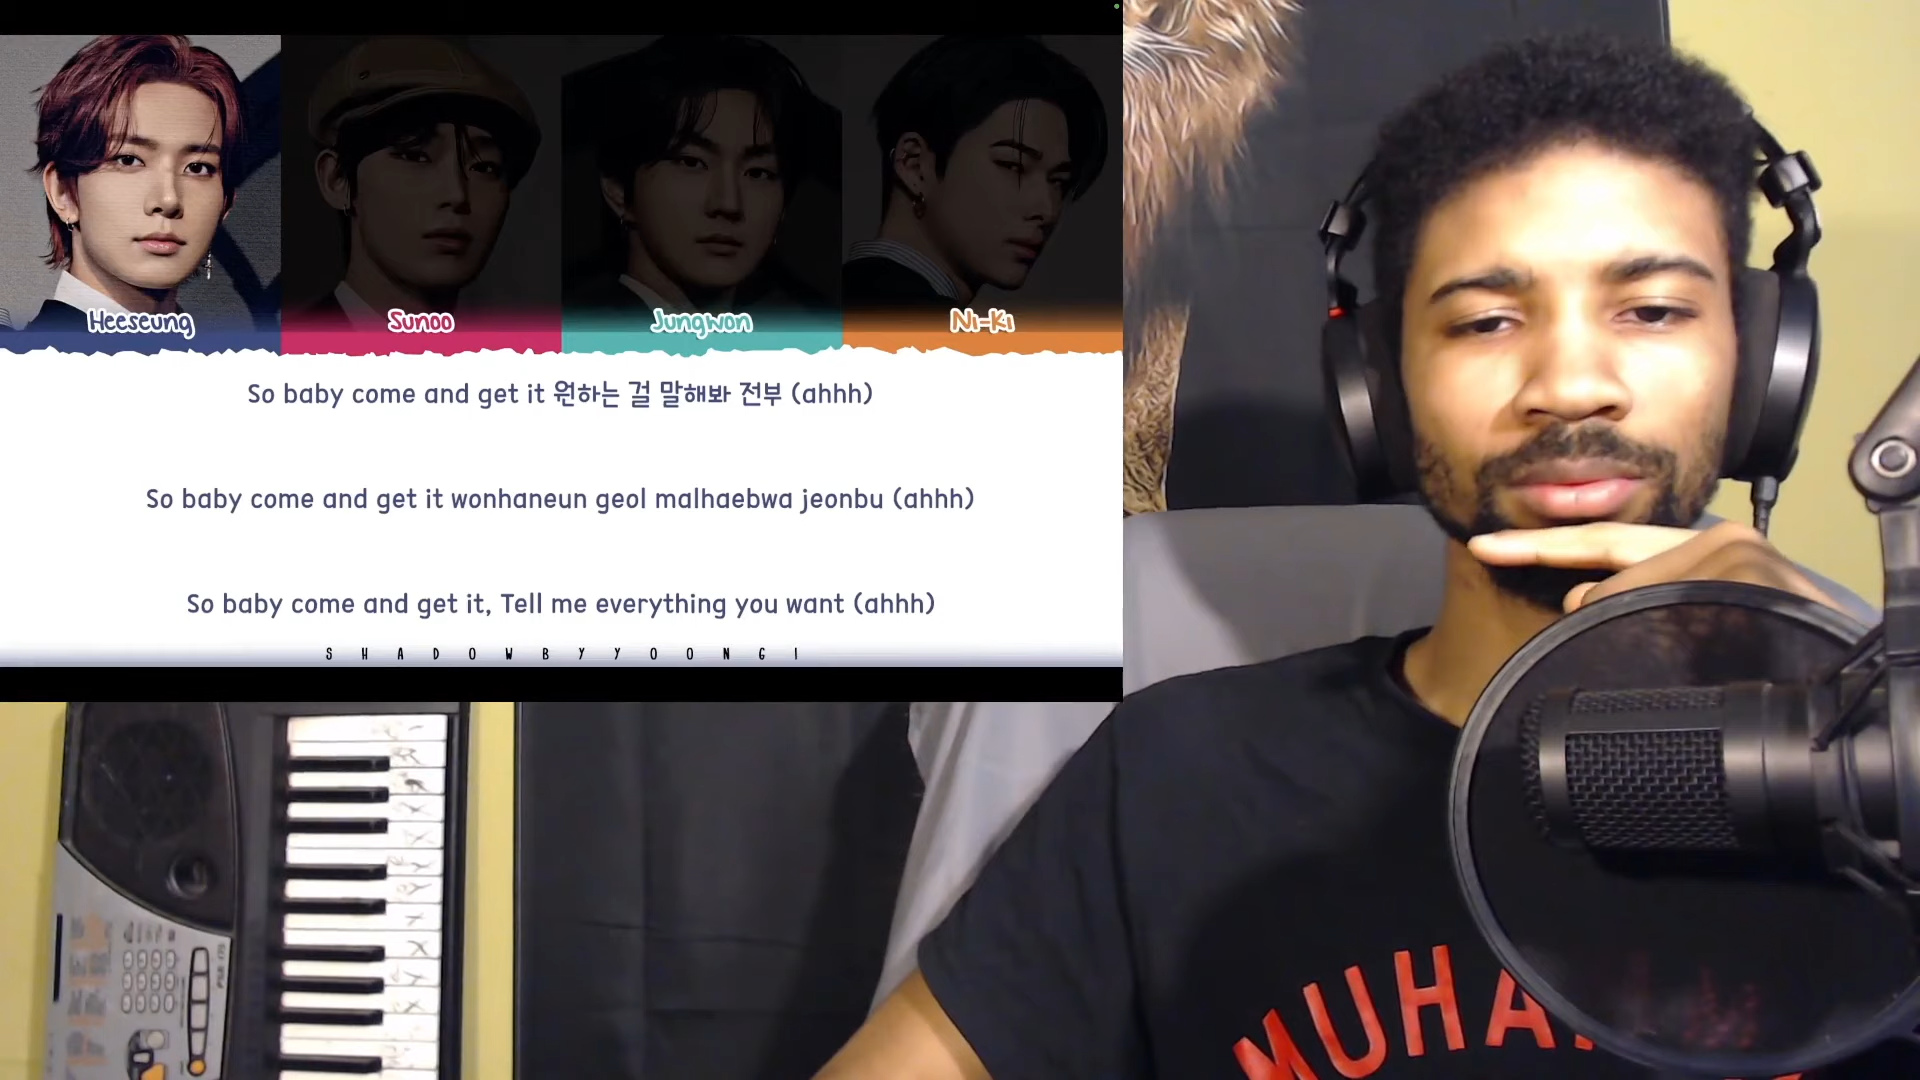 Heeseung
Sunoo
Jungwon
Ni-Ki
So baby come and get it 원하는 걸 말해봐 전부 (ahhh)
So baby come and get it wonhaneun geol malhaebwa jeonbu (ahhh)
So baby come and get it, Tell me everything you want (ahhh)
SHADOWBYYOONGI